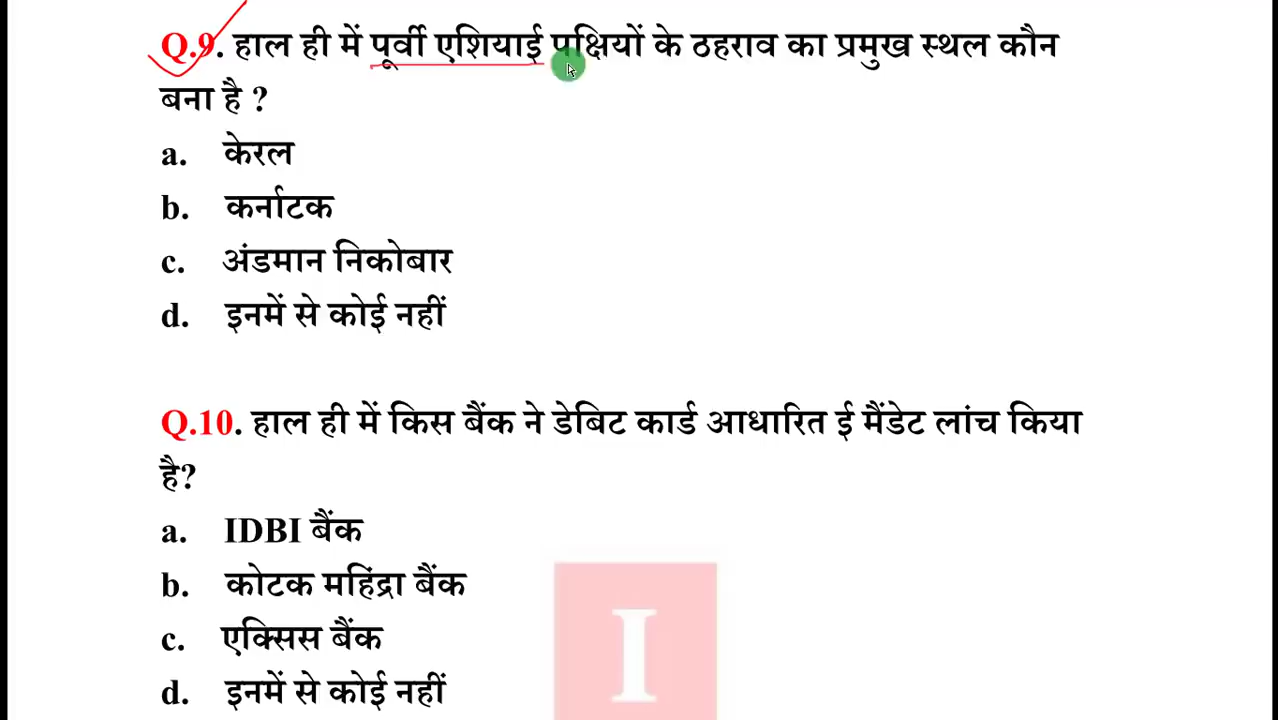 Q.9. हाल ही में पूर्वी एशियाई पक्षियों के ठहराव का प्रमुख स्थल कौन
बना है ?
a. केरल
b. कर्नाटक
c. अंडमान निकोबार
d. इनमें से कोई नहीं
Q.10. हाल ही में किस बैंक ने डेबिट कार्ड आधारित ई मैंडेट लांच किया
है?
a. IDBI बैंक
b. कोटक महिंद्रा बैंक
c. एक्सिस बैंक
d. इनमें से कोई नहीं
I